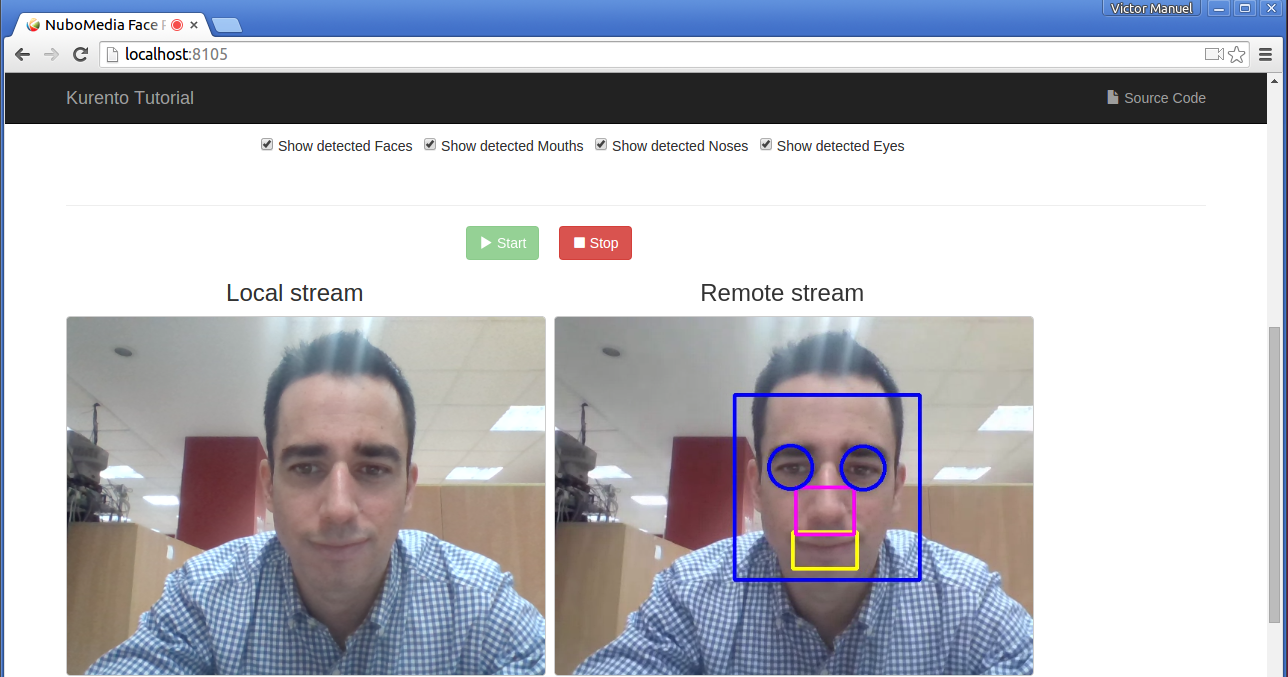 Victor Manuel
NuboMedia Face
localhost:8105
Kurento Tutorial
Source Code
Show detected Faces Show detected Mouths Show detected Noses Show detected Eyes
Start Stop
Local stream Remote stream